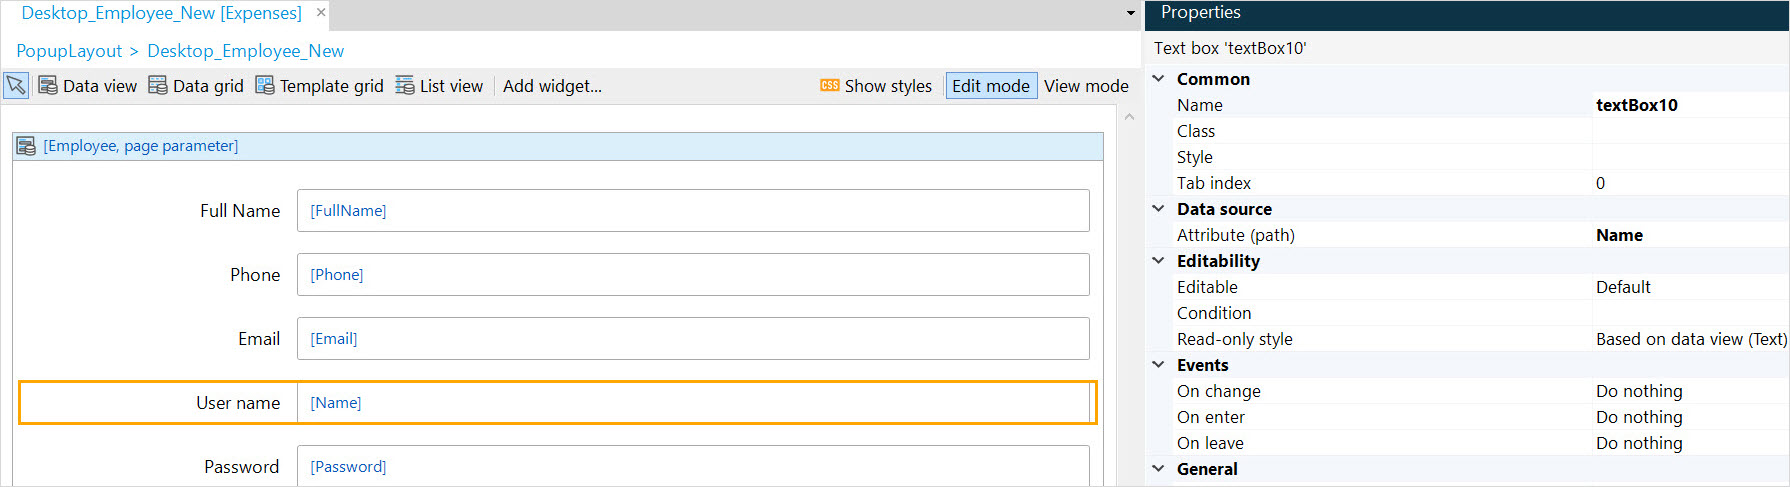 Desktop_Employee_New [Expenses] ×
PopupLayout > Desktop_Employee_New
Data view Data grid Template grid List view Add widget... CSS Show styles Edit mode View mode
[Employee, page parameter]
Full Name [FullName]
Phone [Phone]
Email [Email]
User name [Name]
Password [Password]
Properties
Text box 'textBox10'
Common
Name textBox10
Class
Style
Tab index 0
Data source
Attribute (path) Name
Editability
Editable Default
Condition
Read-only style Based on data view (Text)
Events
On change Do nothing
On enter Do nothing
On leave Do nothing
General